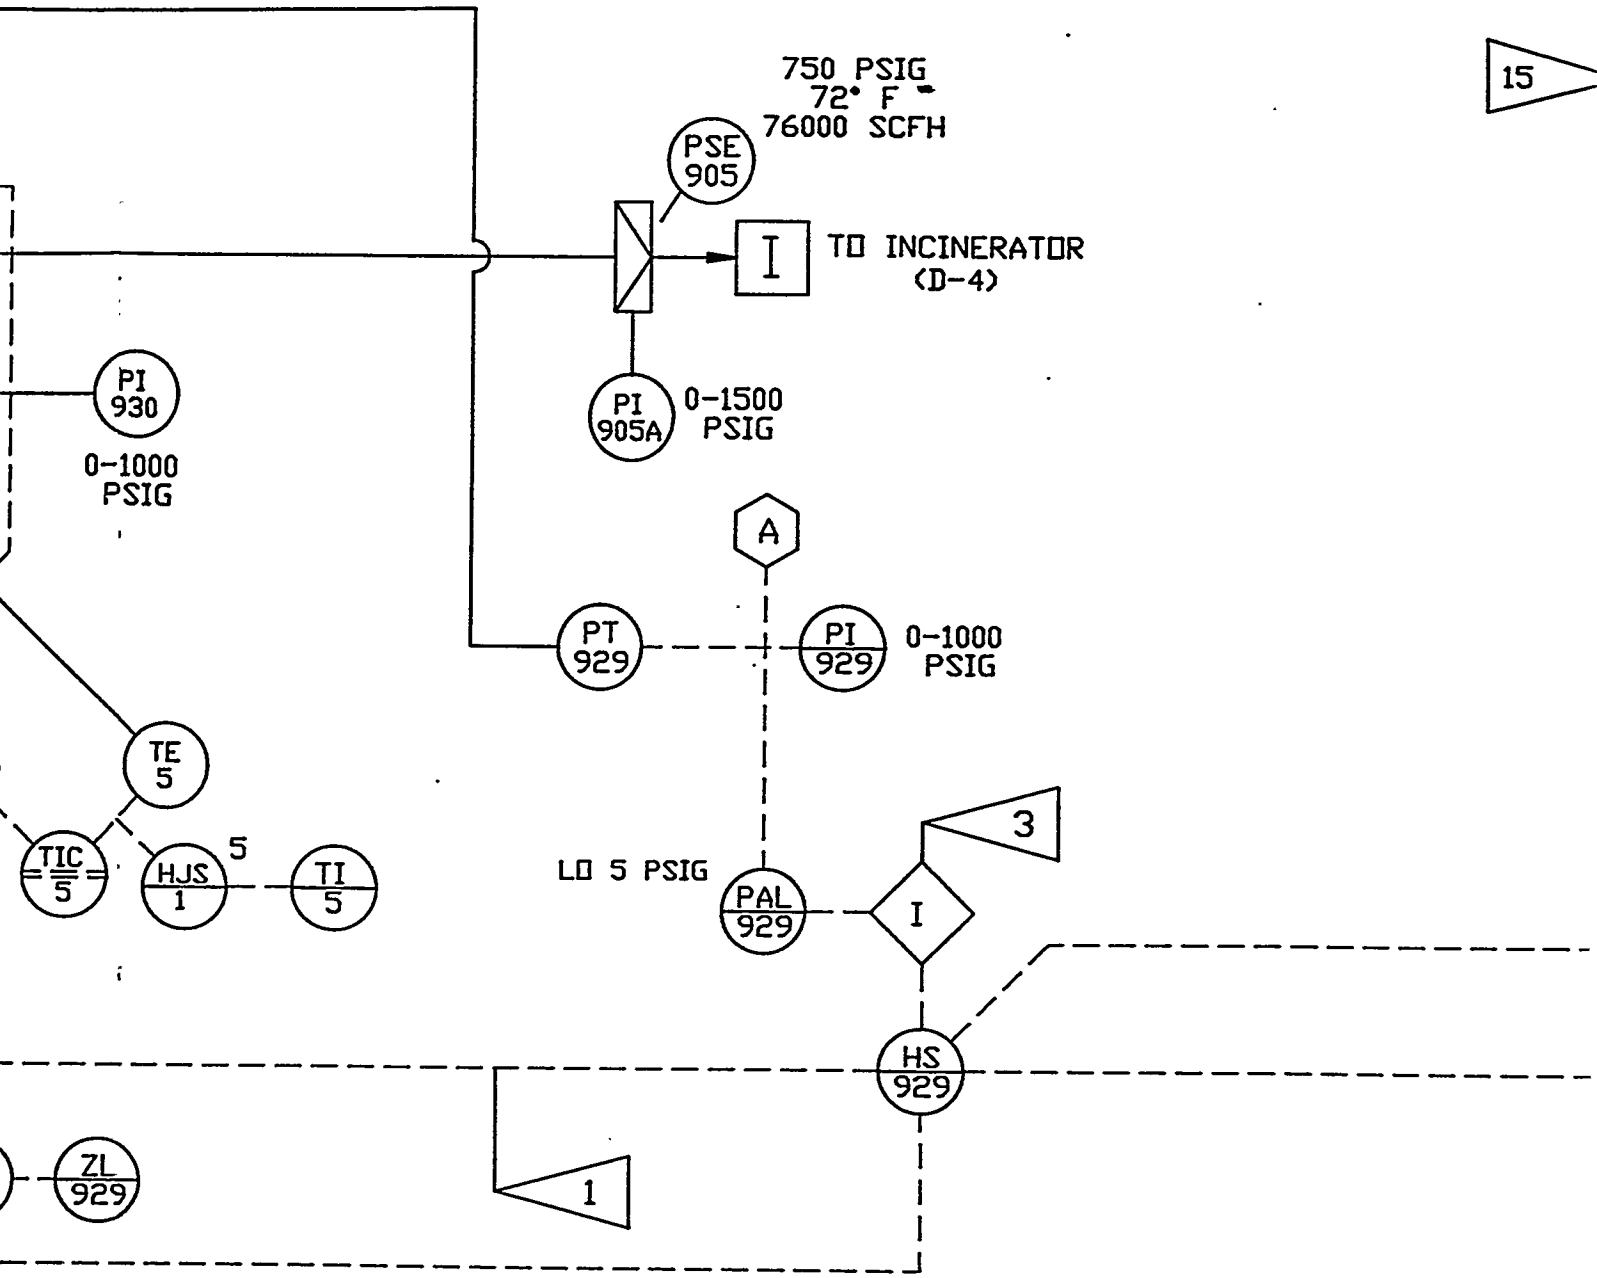 750 PSIG
72° F
76000 SCFH
15
PSE
905
I
TO INCINERATOR
(D-4)
PI
930
0-1000
PSIG
PI
905A
0-1500
PSIG
A
PT
929
PI
929
0-1000
PSIG
TE
5
TIC
5
HJS
1
5
TI
5
LO 5 PSIG
PAL
929
I
3
HS
929
ZL
929
1